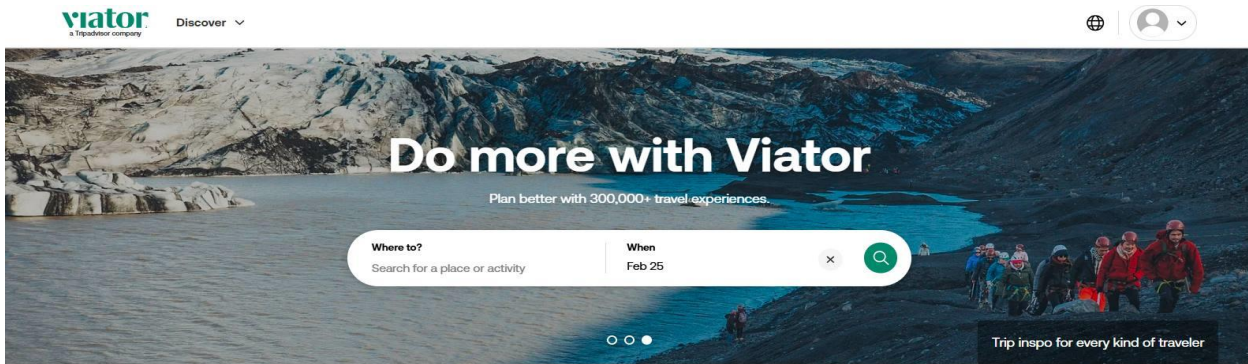 viator
a Tripadvisor company
Discover
Do more with Viator
Plan better with 300,000+ travel experiences.
Where to?
Search for a place or activity
When
Feb 25
Trip inspo for every kind of traveler